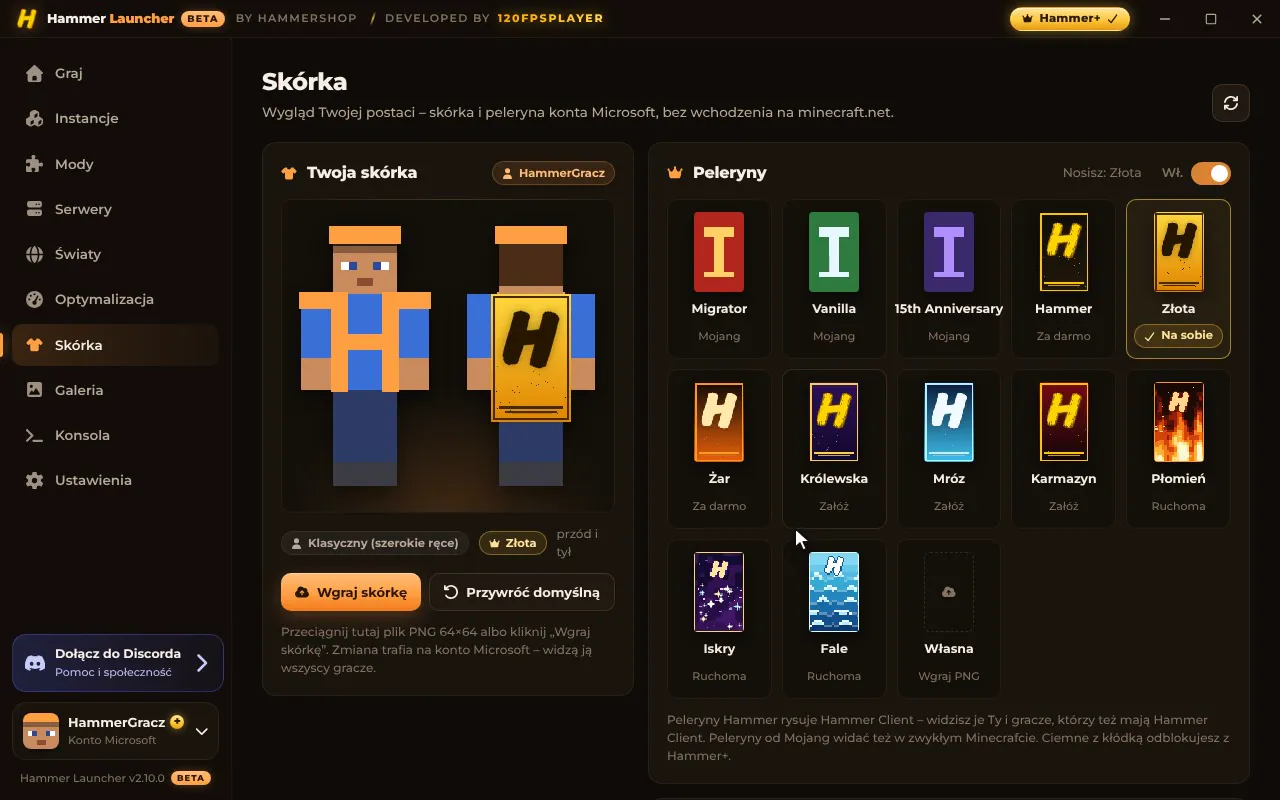 Hammer Launcher BETA BY HAMMERSHOP / DEVELOPED BY 120FPSPLAYER
Hammer+
Graj
Instancje
Mody
Serwery
Światy
Optymalizacja
Skórka
Galeria
Konsola
Ustawienia
Dołącz do Discorda
Pomoc i społeczność
HammerGracz
Konto Microsoft
Hammer Launcher v2.10.0 BETA
Skórka
Wygląd Twojej postaci – skórka i peleryna konta Microsoft, bez wchodzenia na minecraft.net.
Twoja skórka
HammerGracz
Klasyczny (szerokie ręce)
Złota
przód i
tył
Wgraj skórkę
Przywróć domyślną
Przeciągnij tutaj plik PNG 64×64 albo kliknij „Wgraj
skórkę”. Zmiana trafia na konto Microsoft – widzą ją
wszyscy gracze.
Peleryny
Nosisz: Złota
Wł.
I
Migrator
Mojang
I
Vanilla
Mojang
I
15th Anniversary
Mojang
H
Hammer
Za darmo
H
Złota
Na sobie
H
Żar
Za darmo
H
Królewska
Załóż
H
Mróz
Załóż
H
Karmazyn
Załóż
H
Płomień
Ruchoma
H
Iskry
Ruchoma
H
Fale
Ruchoma
Własna
Wgraj PNG
Peleryny Hammer rysuje Hammer Client – widzisz je Ty i gracze, którzy też mają Hammer
Client. Peleryny od Mojang widać też w zwykłym Minecrafcie. Ciemne z kłódką odblokujesz z
Hammer+.